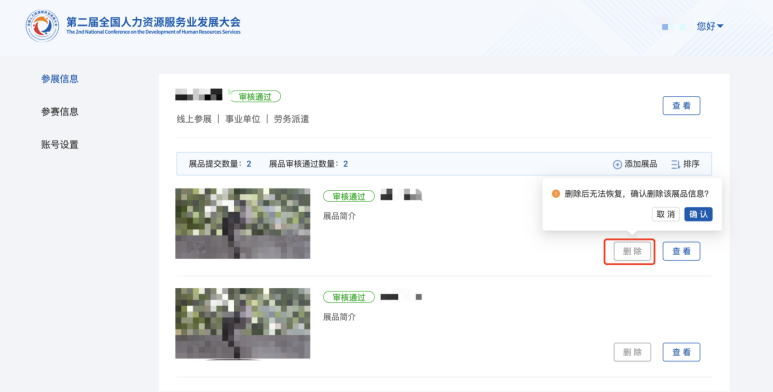 第二届全国人力资源服务业发展大会
The 2nd National Conference on the Development of Human Resources Services
您好
参展信息
参赛信息
账号设置
审核通过
查看
线上参展 | 事业单位 | 劳务派遣
展品提交数量：2 展品审核通过数量：2 添加展品 排序
审核通过
展品简介
删除后无法恢复，确认删除该展品信息？
取消 确认
删除 查看
审核通过
展品简介
删除 查看